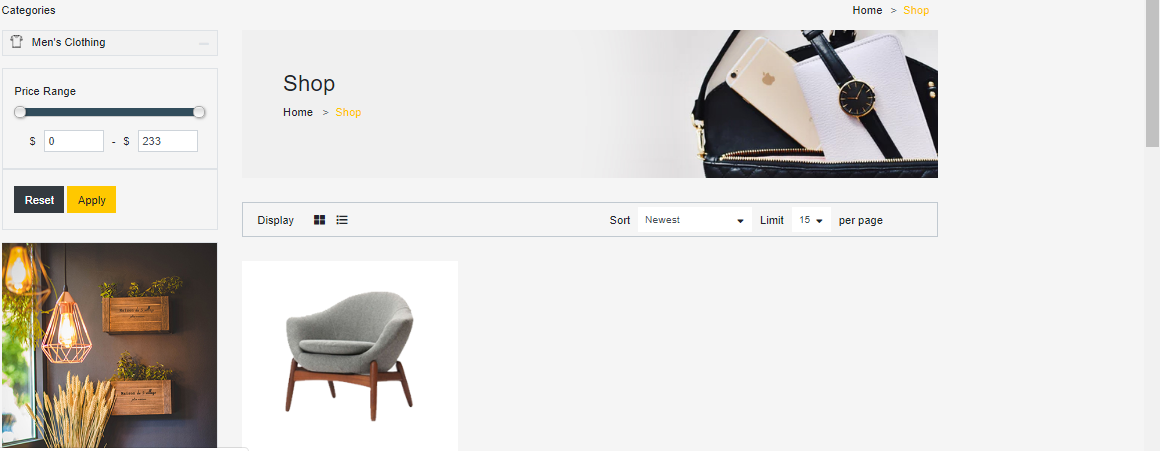 Categories
Home > Shop
Men's Clothing
Price Range
$ 0 - $ 233
Reset Apply
Shop
Home > Shop
Display
Sort Newest Limit 15 per page